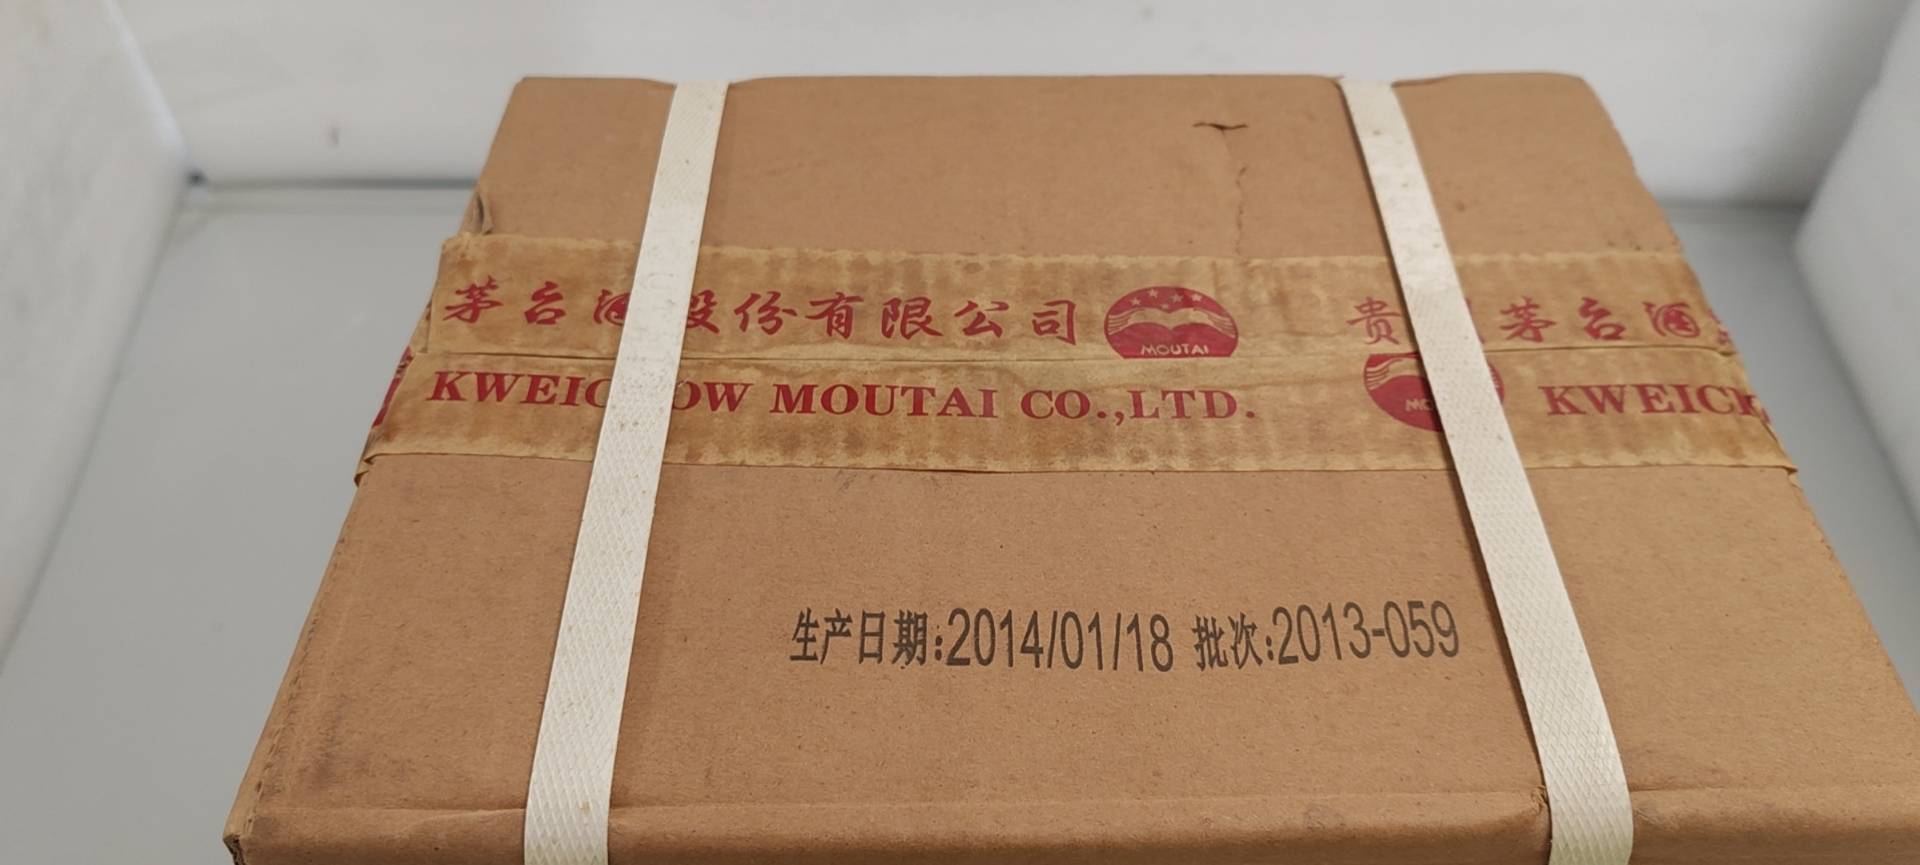 茅台酒股份有限公司 MOUTAI 贵 茅台酒
KWEIC OW MOUTAI CO.,LTD. KWEICH
生产日期:2014/01/18 批次:2013-059